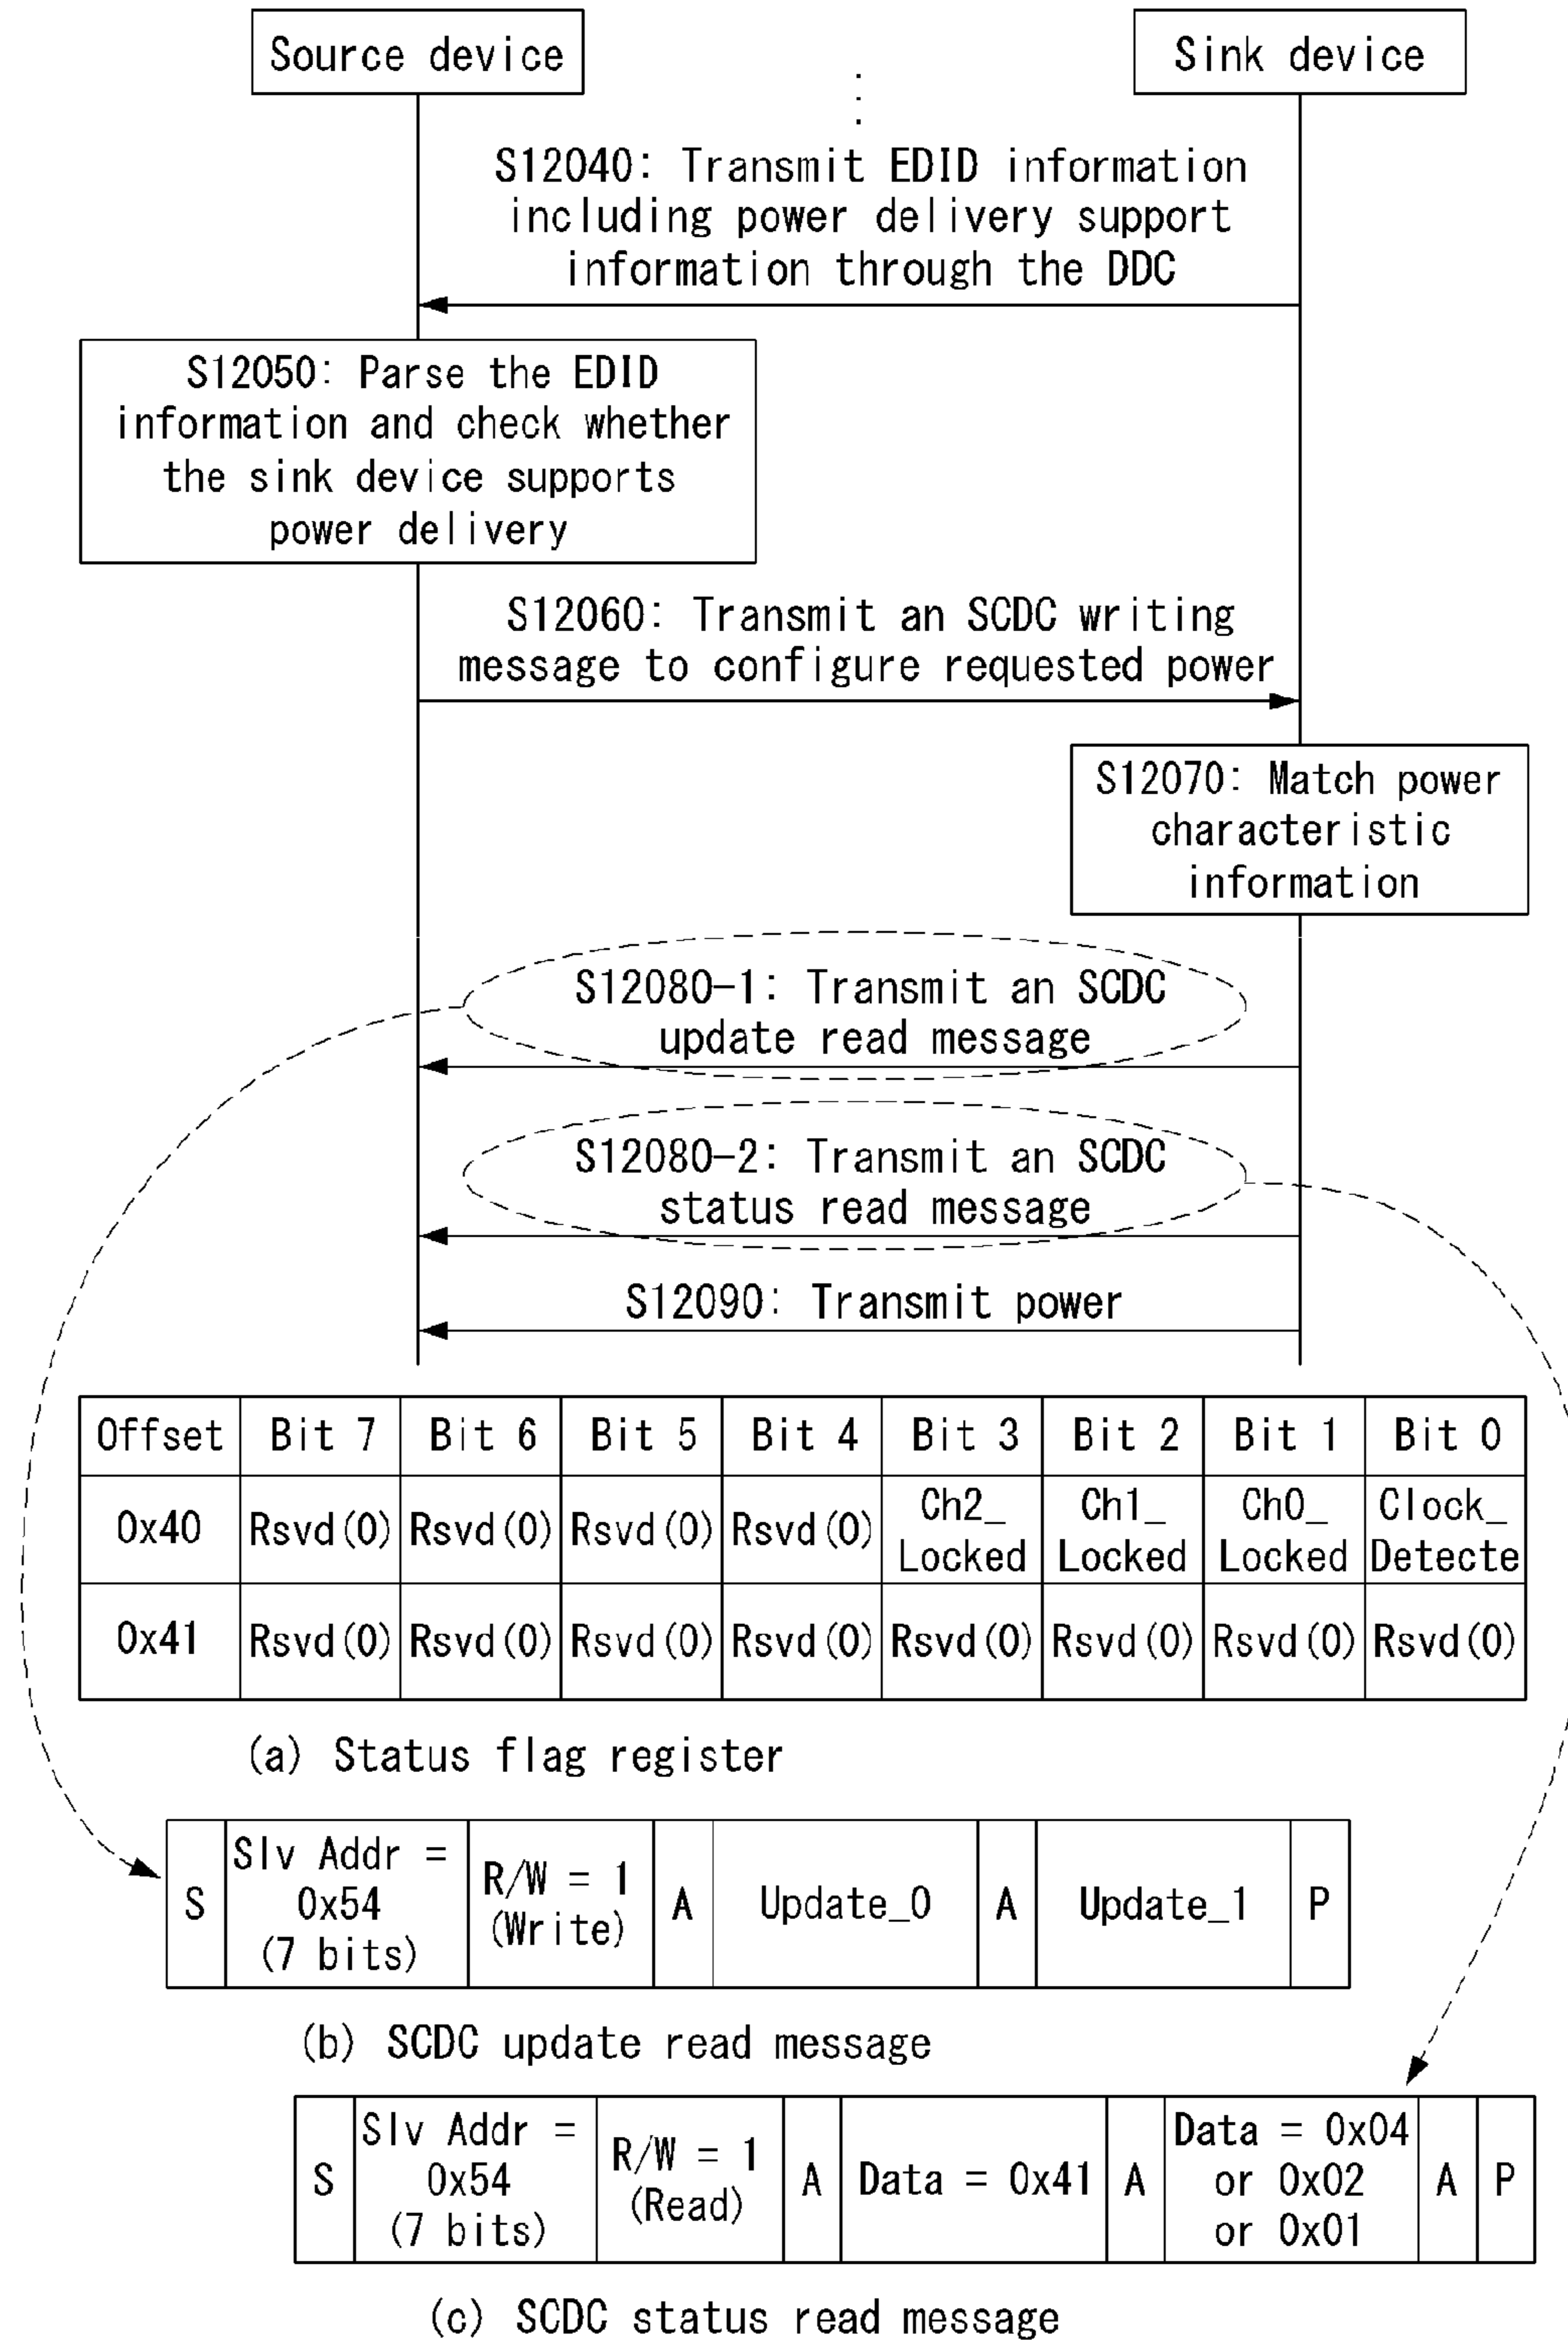 Source device
Sink device
S12040: Transmit EDID information
including power delivery support
information through the DDC
S12050: Parse the EDID
information and check whether
the sink device supports
power delivery
S12060: Transmit an SCDC writing
message to configure requested power
S12070: Match power
characteristic
information
S12080-1: Transmit an SCDC
update read message
S12080-2: Transmit an SCDC
status read message
S12090: Transmit power
Offset Bit 7 Bit 6 Bit 5 Bit 4 Bit 3 Bit 2 Bit 1 Bit 0
0x40 Rsvd(0) Rsvd(0) Rsvd(0) Rsvd(0) Ch2_ Locked Ch1_ Locked Ch0_ Locked Clock_ Detecte
0x41 Rsvd(0) Rsvd(0) Rsvd(0) Rsvd(0) Rsvd(0) Rsvd(0) Rsvd(0) Rsvd(0)
(a) Status flag register
S
Slv Addr =
0x54
(7 bits)
R/W = 1
(Write)
A
Update_0
A
Update_1
P
(b) SCDC update read message
S
Slv Addr =
0x54
(7 bits)
R/W = 1
(Read)
A
Data = 0x41
A
Data = 0x04
or 0x02
or 0x01
A
P
(c) SCDC status read message